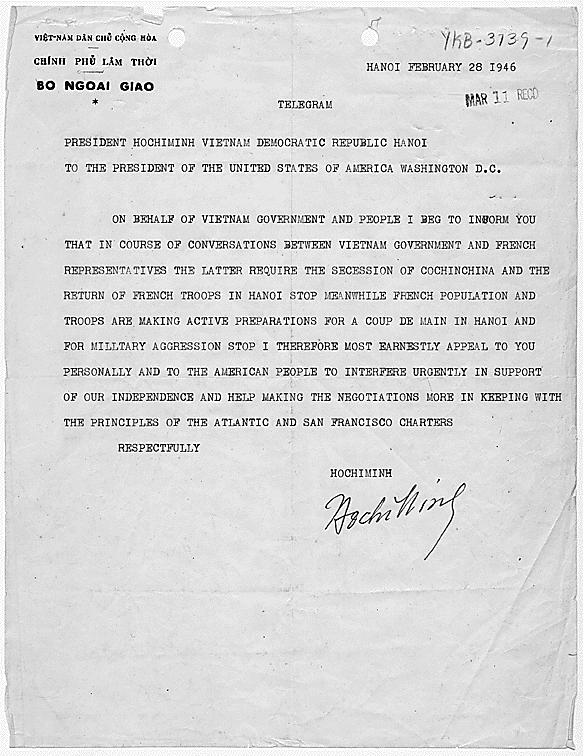 VIỆT-NAM DÂN CHỦ CỘNG HÒA
CHÍNH PHỦ LÂM THỜI
BO NGOAI GIAO
*
YKB-3739-1
HANOI FEBRUARY 28 1946
MAR 11 RECD
TELEGRAM
PRESIDENT HOCHIMINH VIETNAM DEMOCRATIC REPUBLIC HANOI
TO THE PRESIDENT OF THE UNITED STATES OF AMERICA WASHINGTON D.C.
ON BEHALF OF VIETNAM GOVERNMENT AND PEOPLE I BEG TO INFORM YOU
THAT IN COURSE OF CONVERSATIONS BETWEEN VIETNAM GOVERNMENT AND FRENCH
REPRESENTATIVES THE LATTER REQUIRE THE SECESSION OF COCHINCHINA AND THE
RETURN OF FRENCH TROOPS IN HANOI STOP MEANWHILE FRENCH POPULATION AND
TROOPS ARE MAKING ACTIVE PREPARATIONS FOR A COUP DE MAIN IN HANOI AND
FOR MILITARY AGGRESSION STOP I THEREFORE MOST EARNESTLY APPEAL TO YOU
PERSONALLY AND TO THE AMERICAN PEOPLE TO INTERFERE URGENTLY IN SUPPORT
OF OUR INDEPENDENCE AND HELP MAKING THE NEGOTIATIONS MORE IN KEEPING WITH
THE PRINCIPLES OF THE ATLANTIC AND SAN FRANCISCO CHARTERS
RESPECTFULLY
HOCHIMINH
Hochiminh